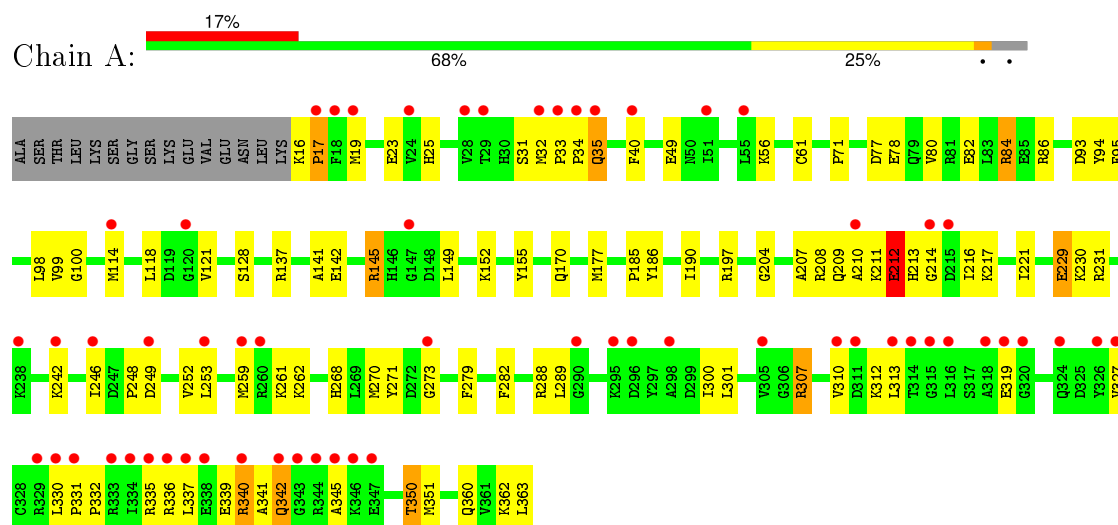 17%
Chain A:
68% 25% • •
ALA SER THR LEU LYS SER GLY SER LYS GLU VAL GLU ASN LEU LYS K16 P17 F18 M19 E23 V24 H25 V28 T29 H30 S31 M32 P33 P34 Q35 F40 E49 N50 I51 L55 K56 C61 P71 D77 E78 Q79 V80 R81 E82 L83 R84 E85 R86 D93 Y94
L98 V99 G100 M114 L118 D119 G120 V121 S128 R137 A141 E142 R145 H146 G147 D148 L149 K152 Y155 Q170 M177 P185 Y186 I190 R197 G204 A207 R208 Q209 A210 K211 E212 H213 G214 D215 I216 K217 I221 E229 K230 R231
K238 K242 I246 D247 P248 D249 V252 L253 M259 R260 K261 K262 H268 L269 M270 Y271 D272 G273 F279 F282 R288 L289 G290 K295 D296 Y297 A298 D299 I300 L301 V305 G306 R307 V310 D311 K312 L313 T314 G315 L316 S317 A318 E319 G320 Q324 D325 Y326 V327
C328 R329 L330 P331 P332 R333 I334 R335 R336 L337 E338 E339 R340 A341 Q342 G343 R344 A345 K346 E347 T350 M351 Q360 V361 K362 L363